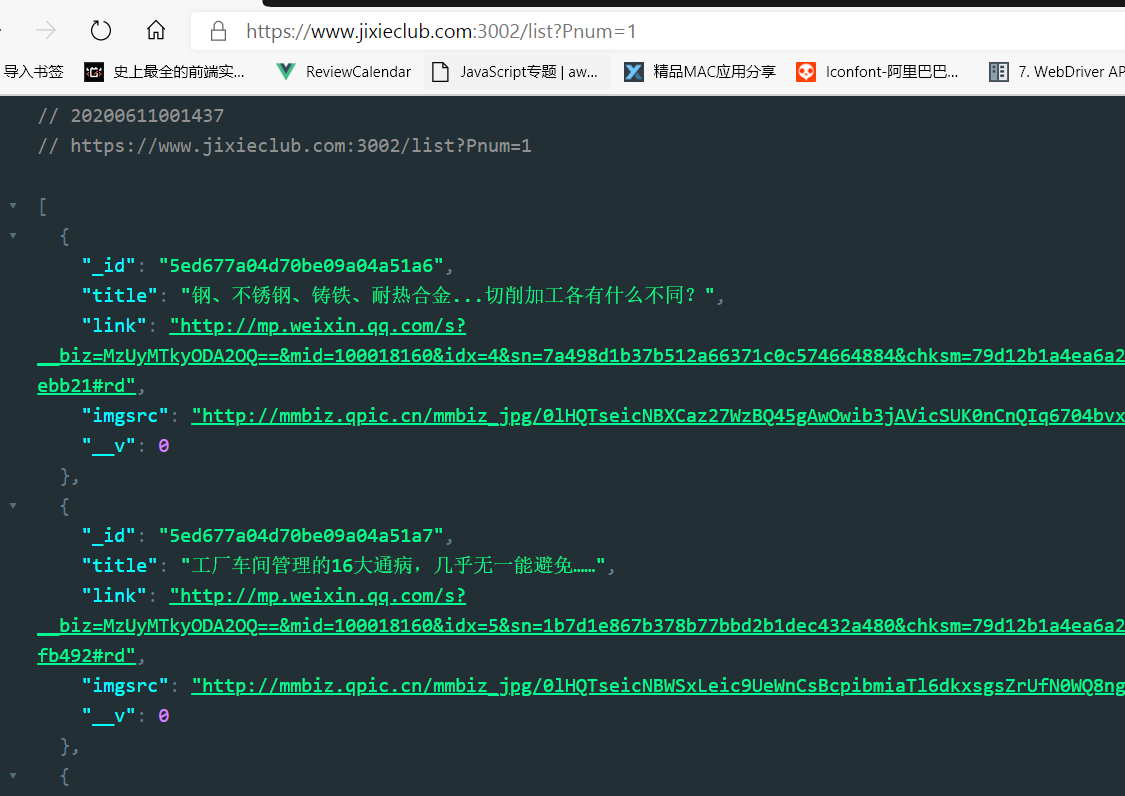 https://www.jixieclub.com:3002/list?Pnum=1
导入书签 史上最全的前端实... ReviewCalendar JavaScript专题 | aw... 精品MAC应用分享 Iconfont-阿里巴巴... 7. WebDriver AP
// 20200611001437
// https://www.jixieclub.com:3002/list?Pnum=1
[
{
"_id": "5ed677a04d70be09a04a51a6",
"title": "钢、不锈钢、铸铁、耐热合金...切削加工各有什么不同？",
"link": "http://mp.weixin.qq.com/s?
__biz=MzUyMTkyODA2OQ==&mid=100018160&idx=4&sn=7a498d1b37b512a66371c0c574664884&chksm=79d12b1a4ea6a2
ebb21#rd",
"imgsrc": "http://mmbiz.qpic.cn/mmbiz_jpg/0lHQTseicNBXCaz27WzBQ45gAwOwib3jAVicSUK0nCnQIq6704bvx
"__v": 0
},
{
"_id": "5ed677a04d70be09a04a51a7",
"title": "工厂车间管理的16大通病，几乎无一能避免……",
"link": "http://mp.weixin.qq.com/s?
__biz=MzUyMTkyODA2OQ==&mid=100018160&idx=5&sn=1b7d1e867b378b77bbd2b1dec432a480&chksm=79d12b1a4ea6a2
fb492#rd",
"imgsrc": "http://mmbiz.qpic.cn/mmbiz_jpg/0lHQTseicNBWSxLeic9UeWnCsBcpibmiaTl6dkxsgsZrUfN0WQ8ng
"__v": 0
},
{